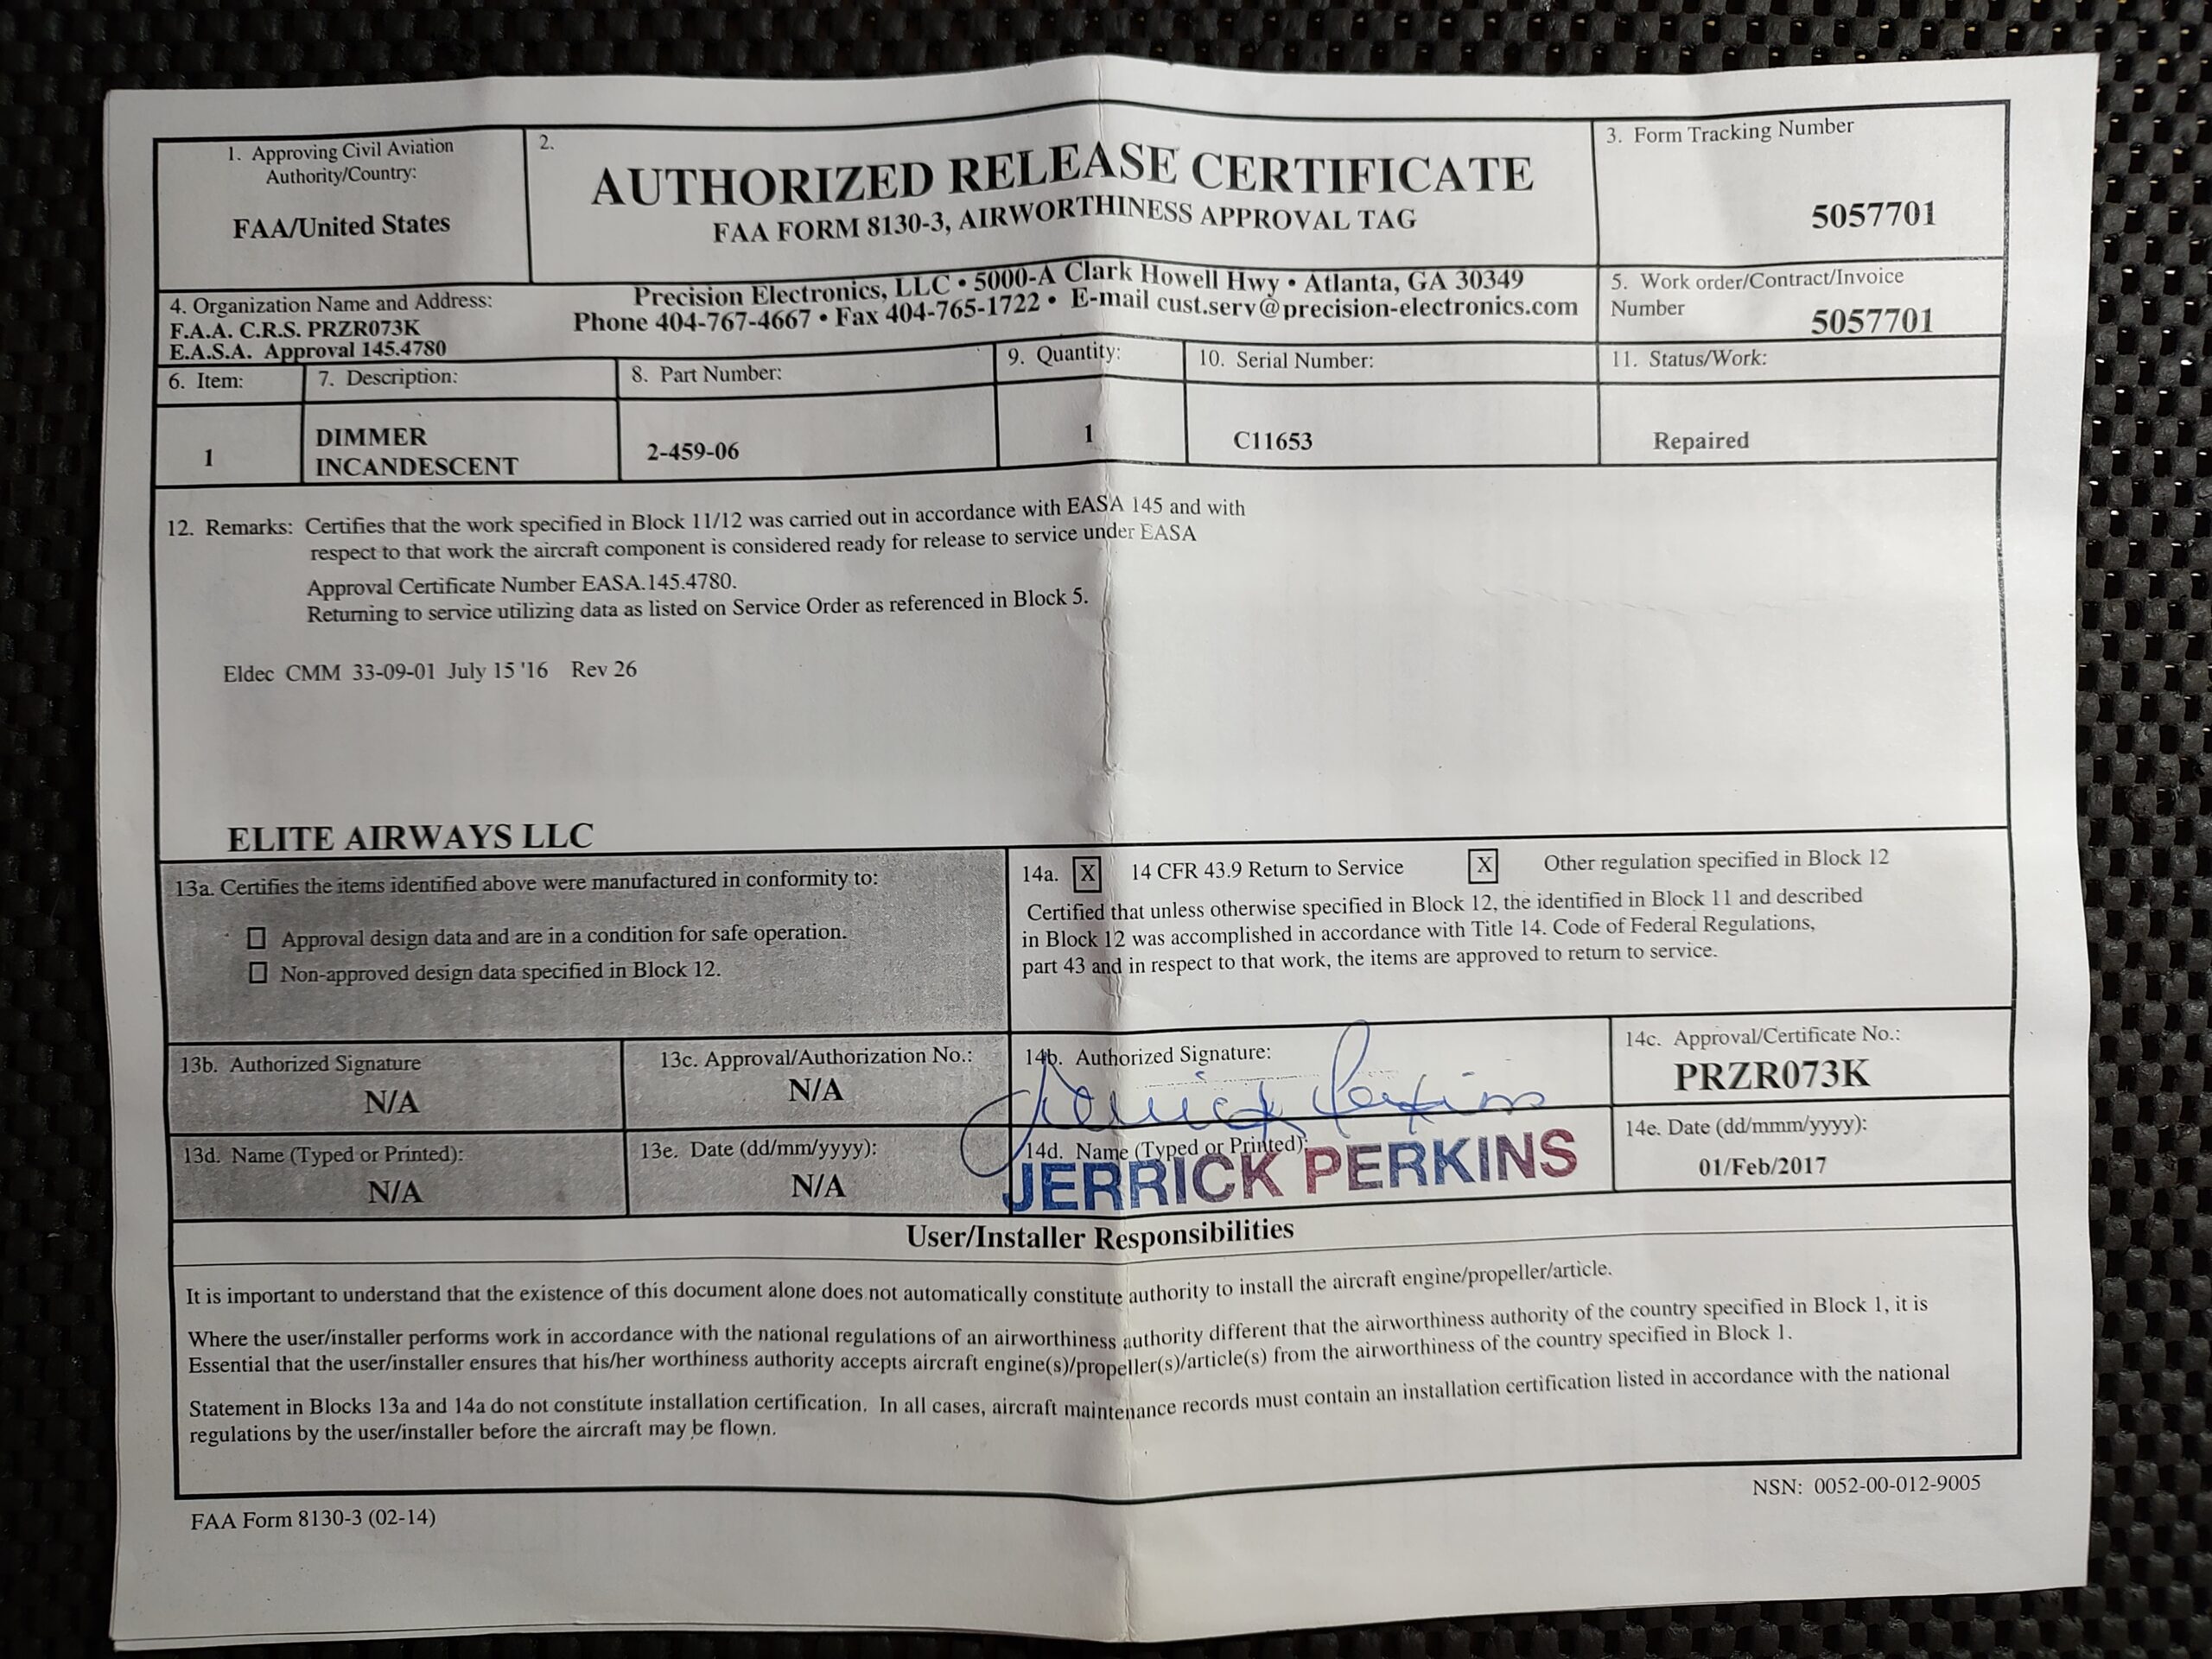 1. Approving Civil Aviation
Authority/Country:
FAA/United States
2.
AUTHORIZED RELEASE CERTIFICATE
FAA FORM 8130-3, AIRWORTHINESS APPROVAL TAG
3. Form Tracking Number
5057701
4. Organization Name and Address:
F.A.A. C.R.S. PRZR073K
E.A.S.A. Approval 145.4780
Precision Electronics, LLC • 5000-A Clark Howell Hwy • Atlanta, GA 30349
Phone 404-767-4667 • Fax 404-765-1722 • E-mail cust.serv@precision-electronics.com
5. Work order/Contract/Invoice
Number
5057701
6. Item:
7. Description:
8. Part Number:
9. Quantity:
10. Serial Number:
11. Status/Work:
1
DIMMER
INCANDESCENT
2-459-06
1
C11653
Repaired
12. Remarks: Certifies that the work specified in Block 11/12 was carried out in accordance with EASA 145 and with
respect to that work the aircraft component is considered ready for release to service under EASA
Approval Certificate Number EASA.145.4780.
Returning to service utilizing data as listed on Service Order as referenced in Block 5.
Eldec CMM 33-09-01 July 15 '16 Rev 26
ELITE AIRWAYS LLC
13a. Certifies the items identified above were manufactured in conformity to:
Approval design data and are in a condition for safe operation.
Non-approved design data specified in Block 12.
14a. X 14 CFR 43.9 Return to Service X Other regulation specified in Block 12
Certified that unless otherwise specified in Block 12, the identified in Block 11 and described
in Block 12 was accomplished in accordance with Title 14. Code of Federal Regulations,
part 43 and in respect to that work, the items are approved to return to service.
13b. Authorized Signature
N/A
13c. Approval/Authorization No.:
N/A
14b. Authorized Signature:
Jerrick Perkins
14c. Approval/Certificate No.:
PRZR073K
13d. Name (Typed or Printed):
N/A
13e. Date (dd/mm/yyyy):
N/A
14d. Name (Typed or Printed):
JERRICK PERKINS
14e. Date (dd/mmm/yyyy):
01/Feb/2017
User/Installer Responsibilities
It is important to understand that the existence of this document alone does not automatically constitute authority to install the aircraft engine/propeller/article.
Where the user/installer performs work in accordance with the national regulations of an airworthiness authority different that the airworthiness authority of the country specified in Block 1, it is
Essential that the user/installer ensures that his/her worthiness authority accepts aircraft engine(s)/propeller(s)/article(s) from the airworthiness of the country specified in Block 1.
Statement in Blocks 13a and 14a do not constitute installation certification. In all cases, aircraft maintenance records must contain an installation certification listed in accordance with the national
regulations by the user/installer before the aircraft may be flown.
FAA Form 8130-3 (02-14)
NSN: 0052-00-012-9005